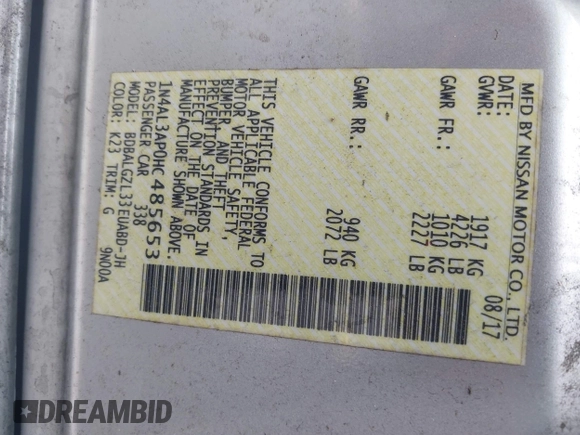 MFD BY NISSAN MOTOR CO., LTD.
DATE: 08/17
GVWR: 1917 KG
4226 LB
GAWR FR.: 1010 KG
2227 LB
GAWR RR.: 940 KG
2072 LB
THIS VEHICLE CONFORMS TO
ALL APPLICABLE FEDERAL
MOTOR VEHICLE SAFETY,
BUMPER, AND THEFT
PREVENTION STANDARDS IN
EFFECT ON THE DATE OF
MANUFACTURE SHOWN ABOVE.
1N4AL3AP0HC485653
PASSENGER CAR 338
MODEL: BDBALGZL33EUABD-JH
COLOR: K23 TRIM: G 9N00A
DREAMBID